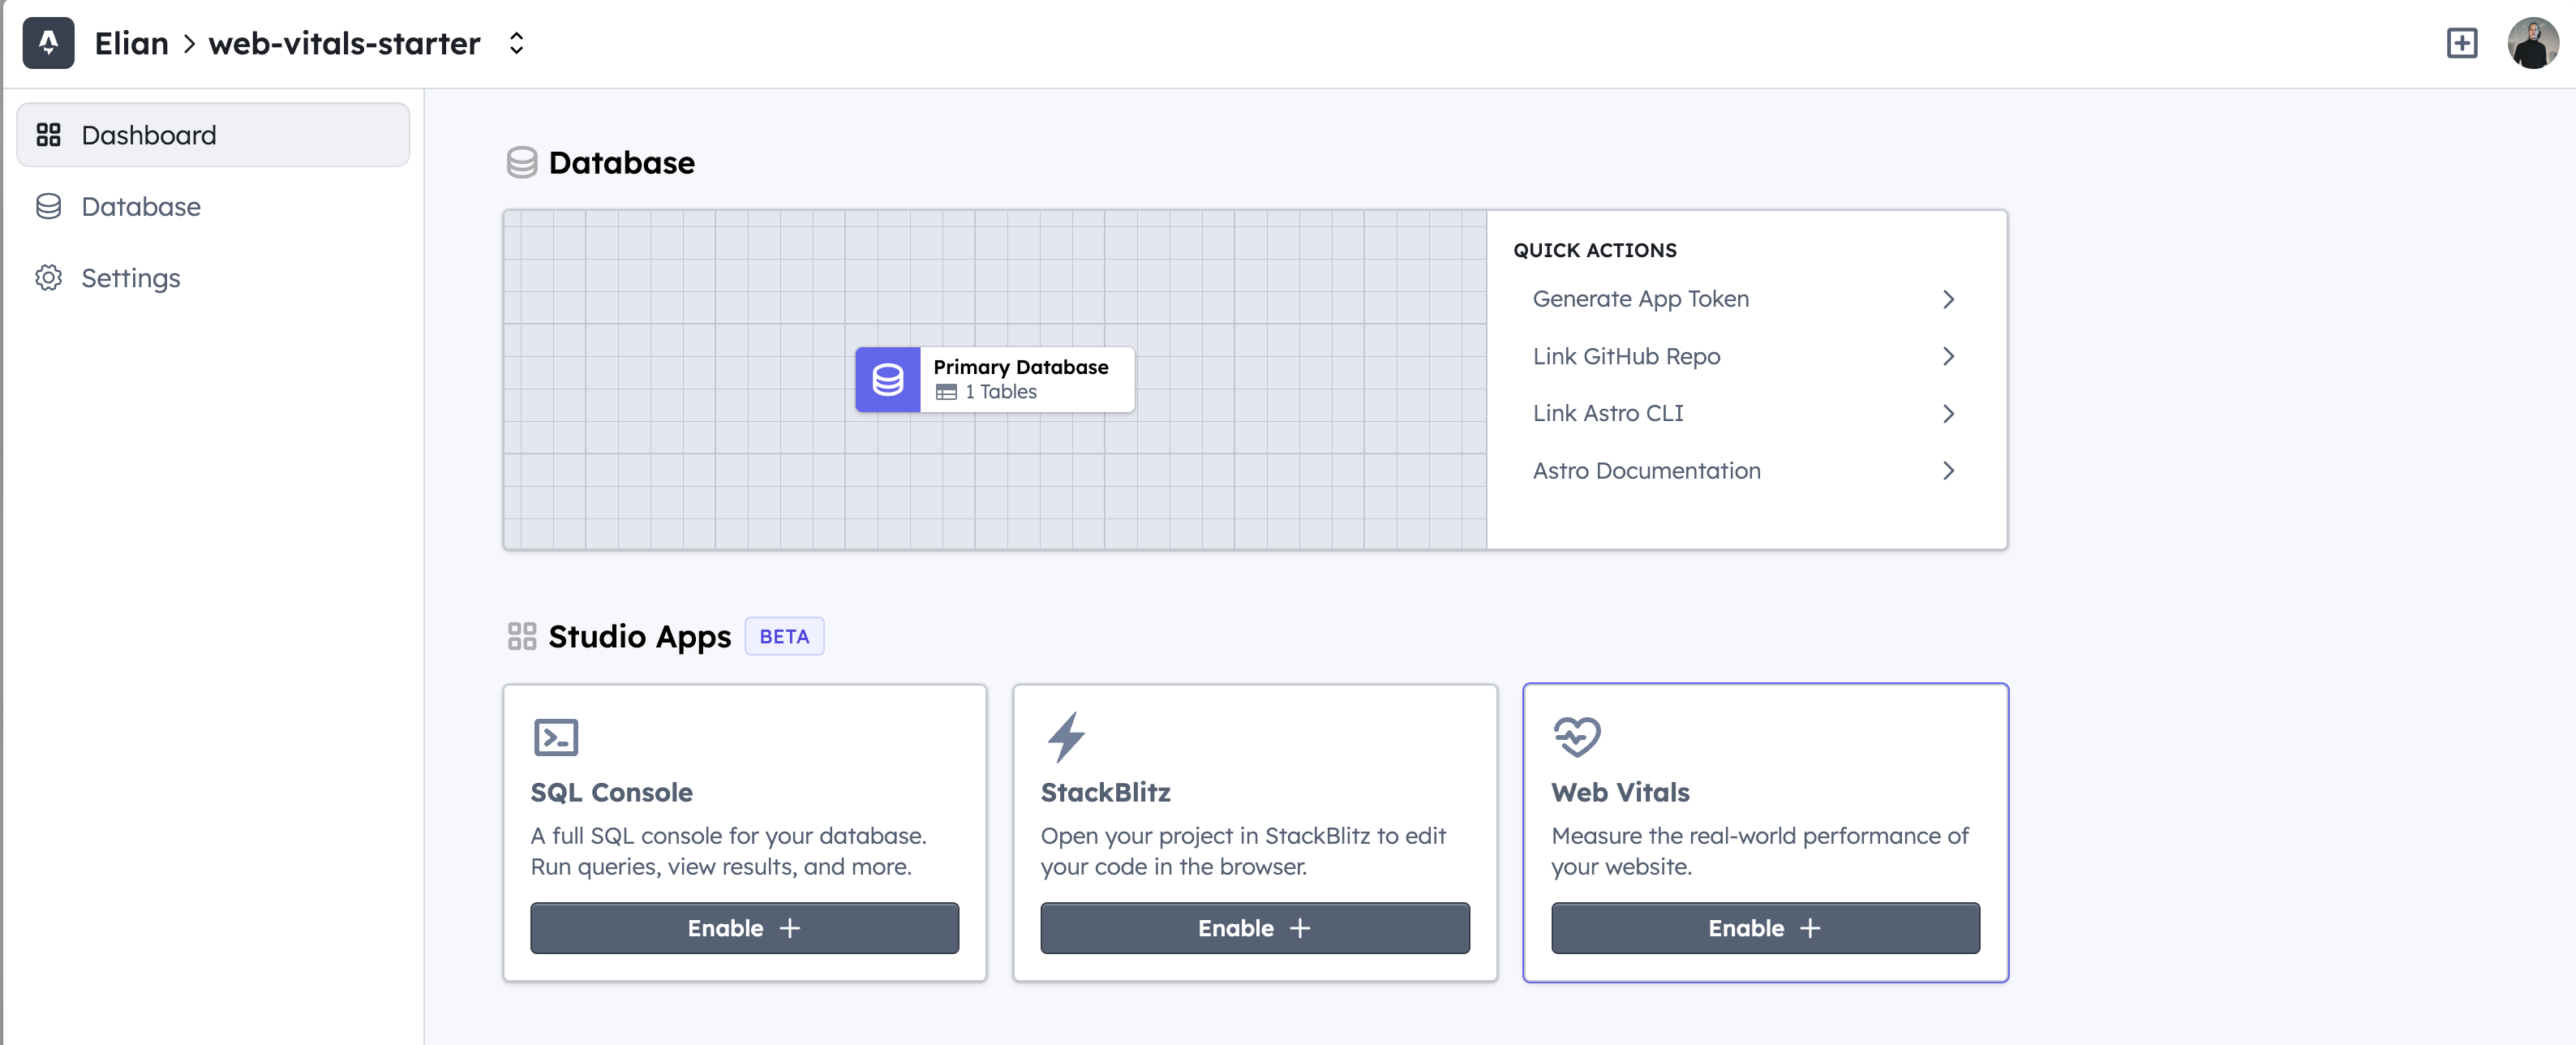 Elian > web-vitals-starter
Dashboard
Database
Settings
Database
Primary Database
1 Tables
QUICK ACTIONS
Generate App Token
Link GitHub Repo
Link Astro CLI
Astro Documentation
Studio Apps BETA
SQL Console
A full SQL console for your database.
Run queries, view results, and more.
Enable +
StackBlitz
Open your project in StackBlitz to edit
your code in the browser.
Enable +
Web Vitals
Measure the real-world performance of
your website.
Enable +